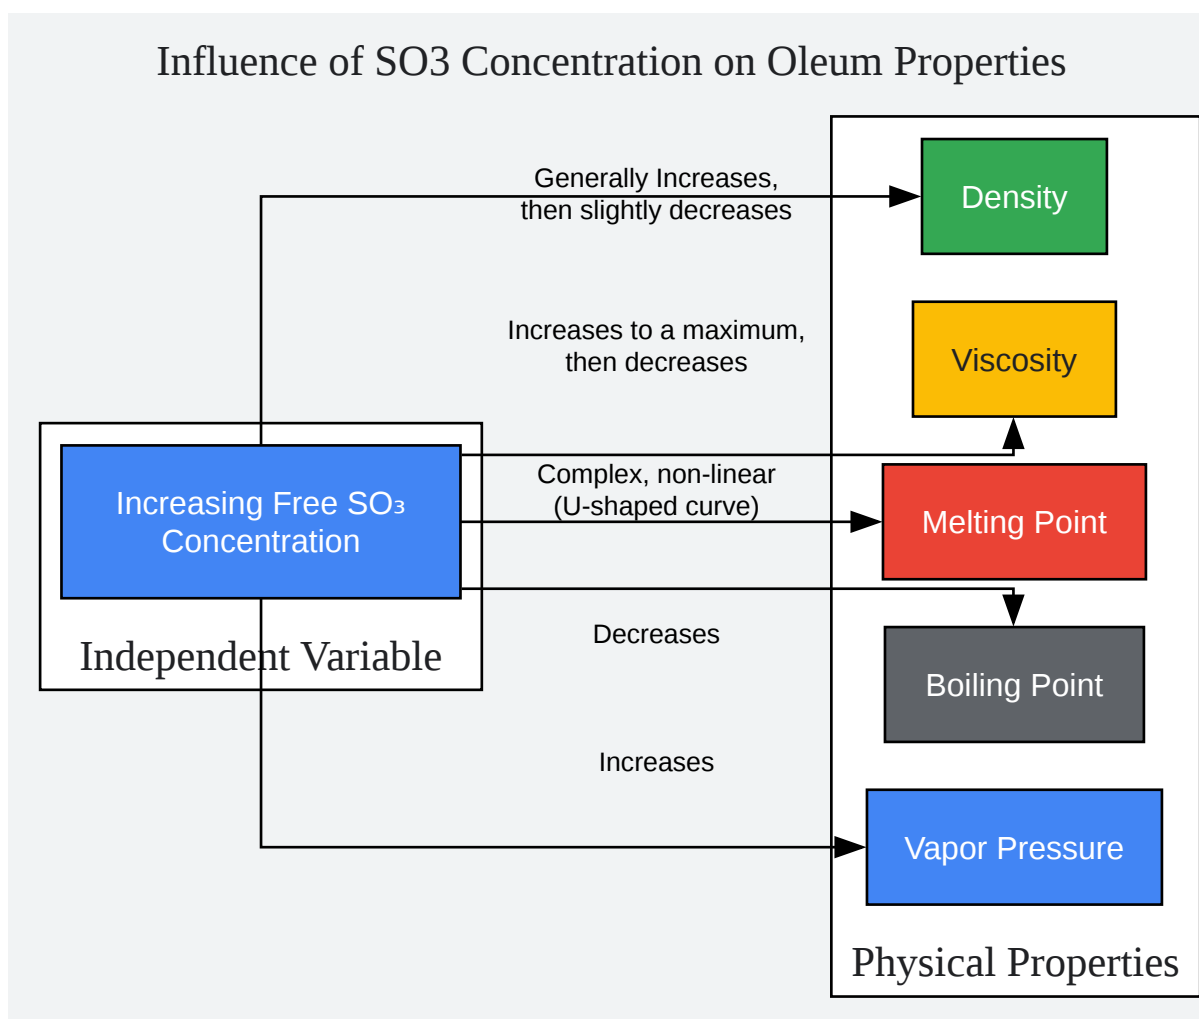 Influence of SO3 Concentration on Oleum Properties
Generally Increases,
then slightly decreases
Density
Increases to a maximum,
then decreases
Viscosity
Increasing Free SO₃
Concentration
Independent Variable
Complex, non-linear
(U-shaped curve)
Melting Point
Decreases
Boiling Point
Increases
Vapor Pressure
Physical Properties